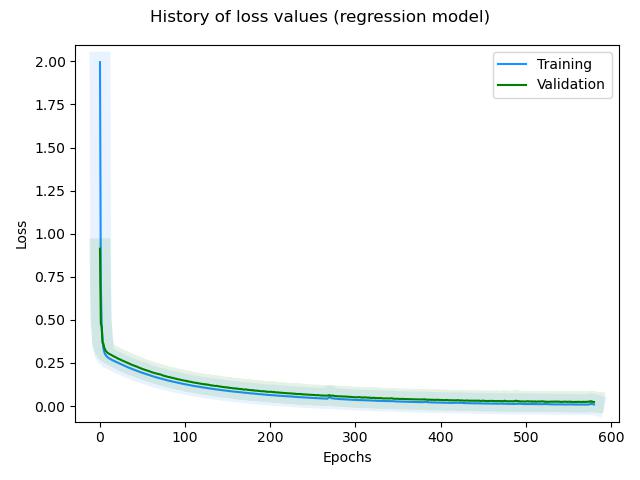 History of loss values (regression model)
Training
Validation
2.00
1.75
1.50
1.25
1.00
0.75
0.50
0.25
0.00
Loss
0 100 200 300 400 500 600
Epochs